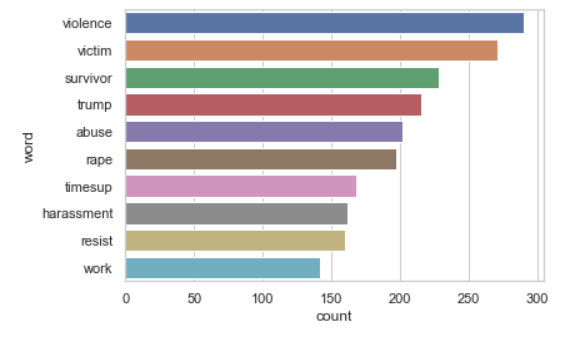 violence
victim
survivor
trump
abuse
rape
timesup
harassment
resist
work
word
0 50 100 150 200 250 300
count